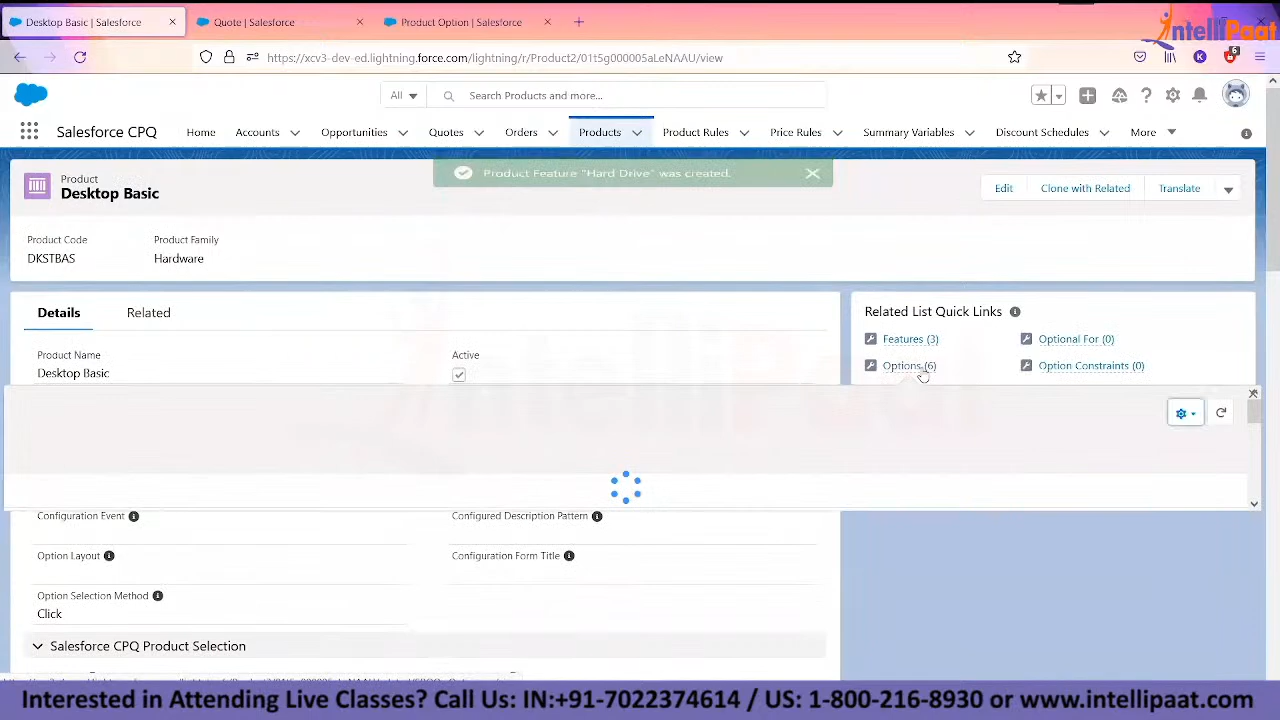 Desktop Basic | Salesforce
Quote | Salesforce
Product Option | Salesforce
IntelliPaat
https://xcv3-dev-ed.lightning.force.com/lightning/r/Product2/01t5g000005aLeNAAU/view
K
6
All
Search Products and more...
Salesforce CPQ
Home
Accounts
Opportunities
Quotes
Orders
Products
Product Rules
Price Rules
Summary Variables
Discount Schedules
More
Product Feature "Hard Drive" was created.
Product
Desktop Basic
Edit
Clone with Related
Translate
Product Code
Product Family
DKSTBAS
Hardware
Details
Related
Related List Quick Links
Features (3)
Optional For (0)
Options (6)
Option Constraints (0)
Product Name
Active
Desktop Basic
IntelliPaat
Configuration Event
Configured Description Pattern
Option Layout
Configuration Form Title
Option Selection Method
Click
Salesforce CPQ Product Selection
Interested in Attending Live Classes? Call Us: IN:+91-7022374614 / US: 1-800-216-8930 or www.intellipaat.com